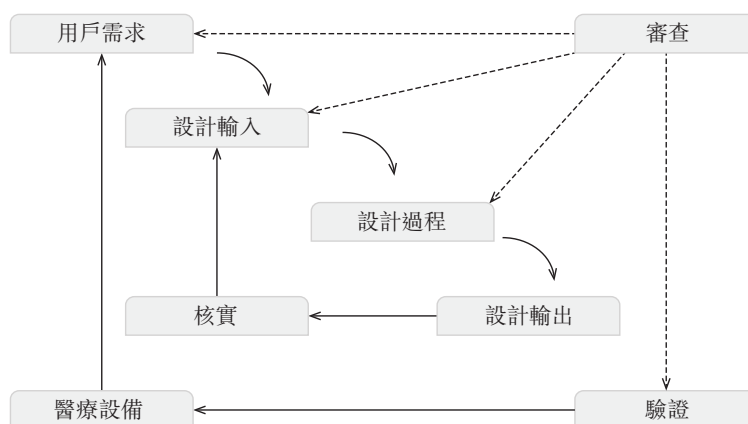 用戶需求
審查
設計輸入
設計過程
核實
設計輸出
醫療設備
驗證